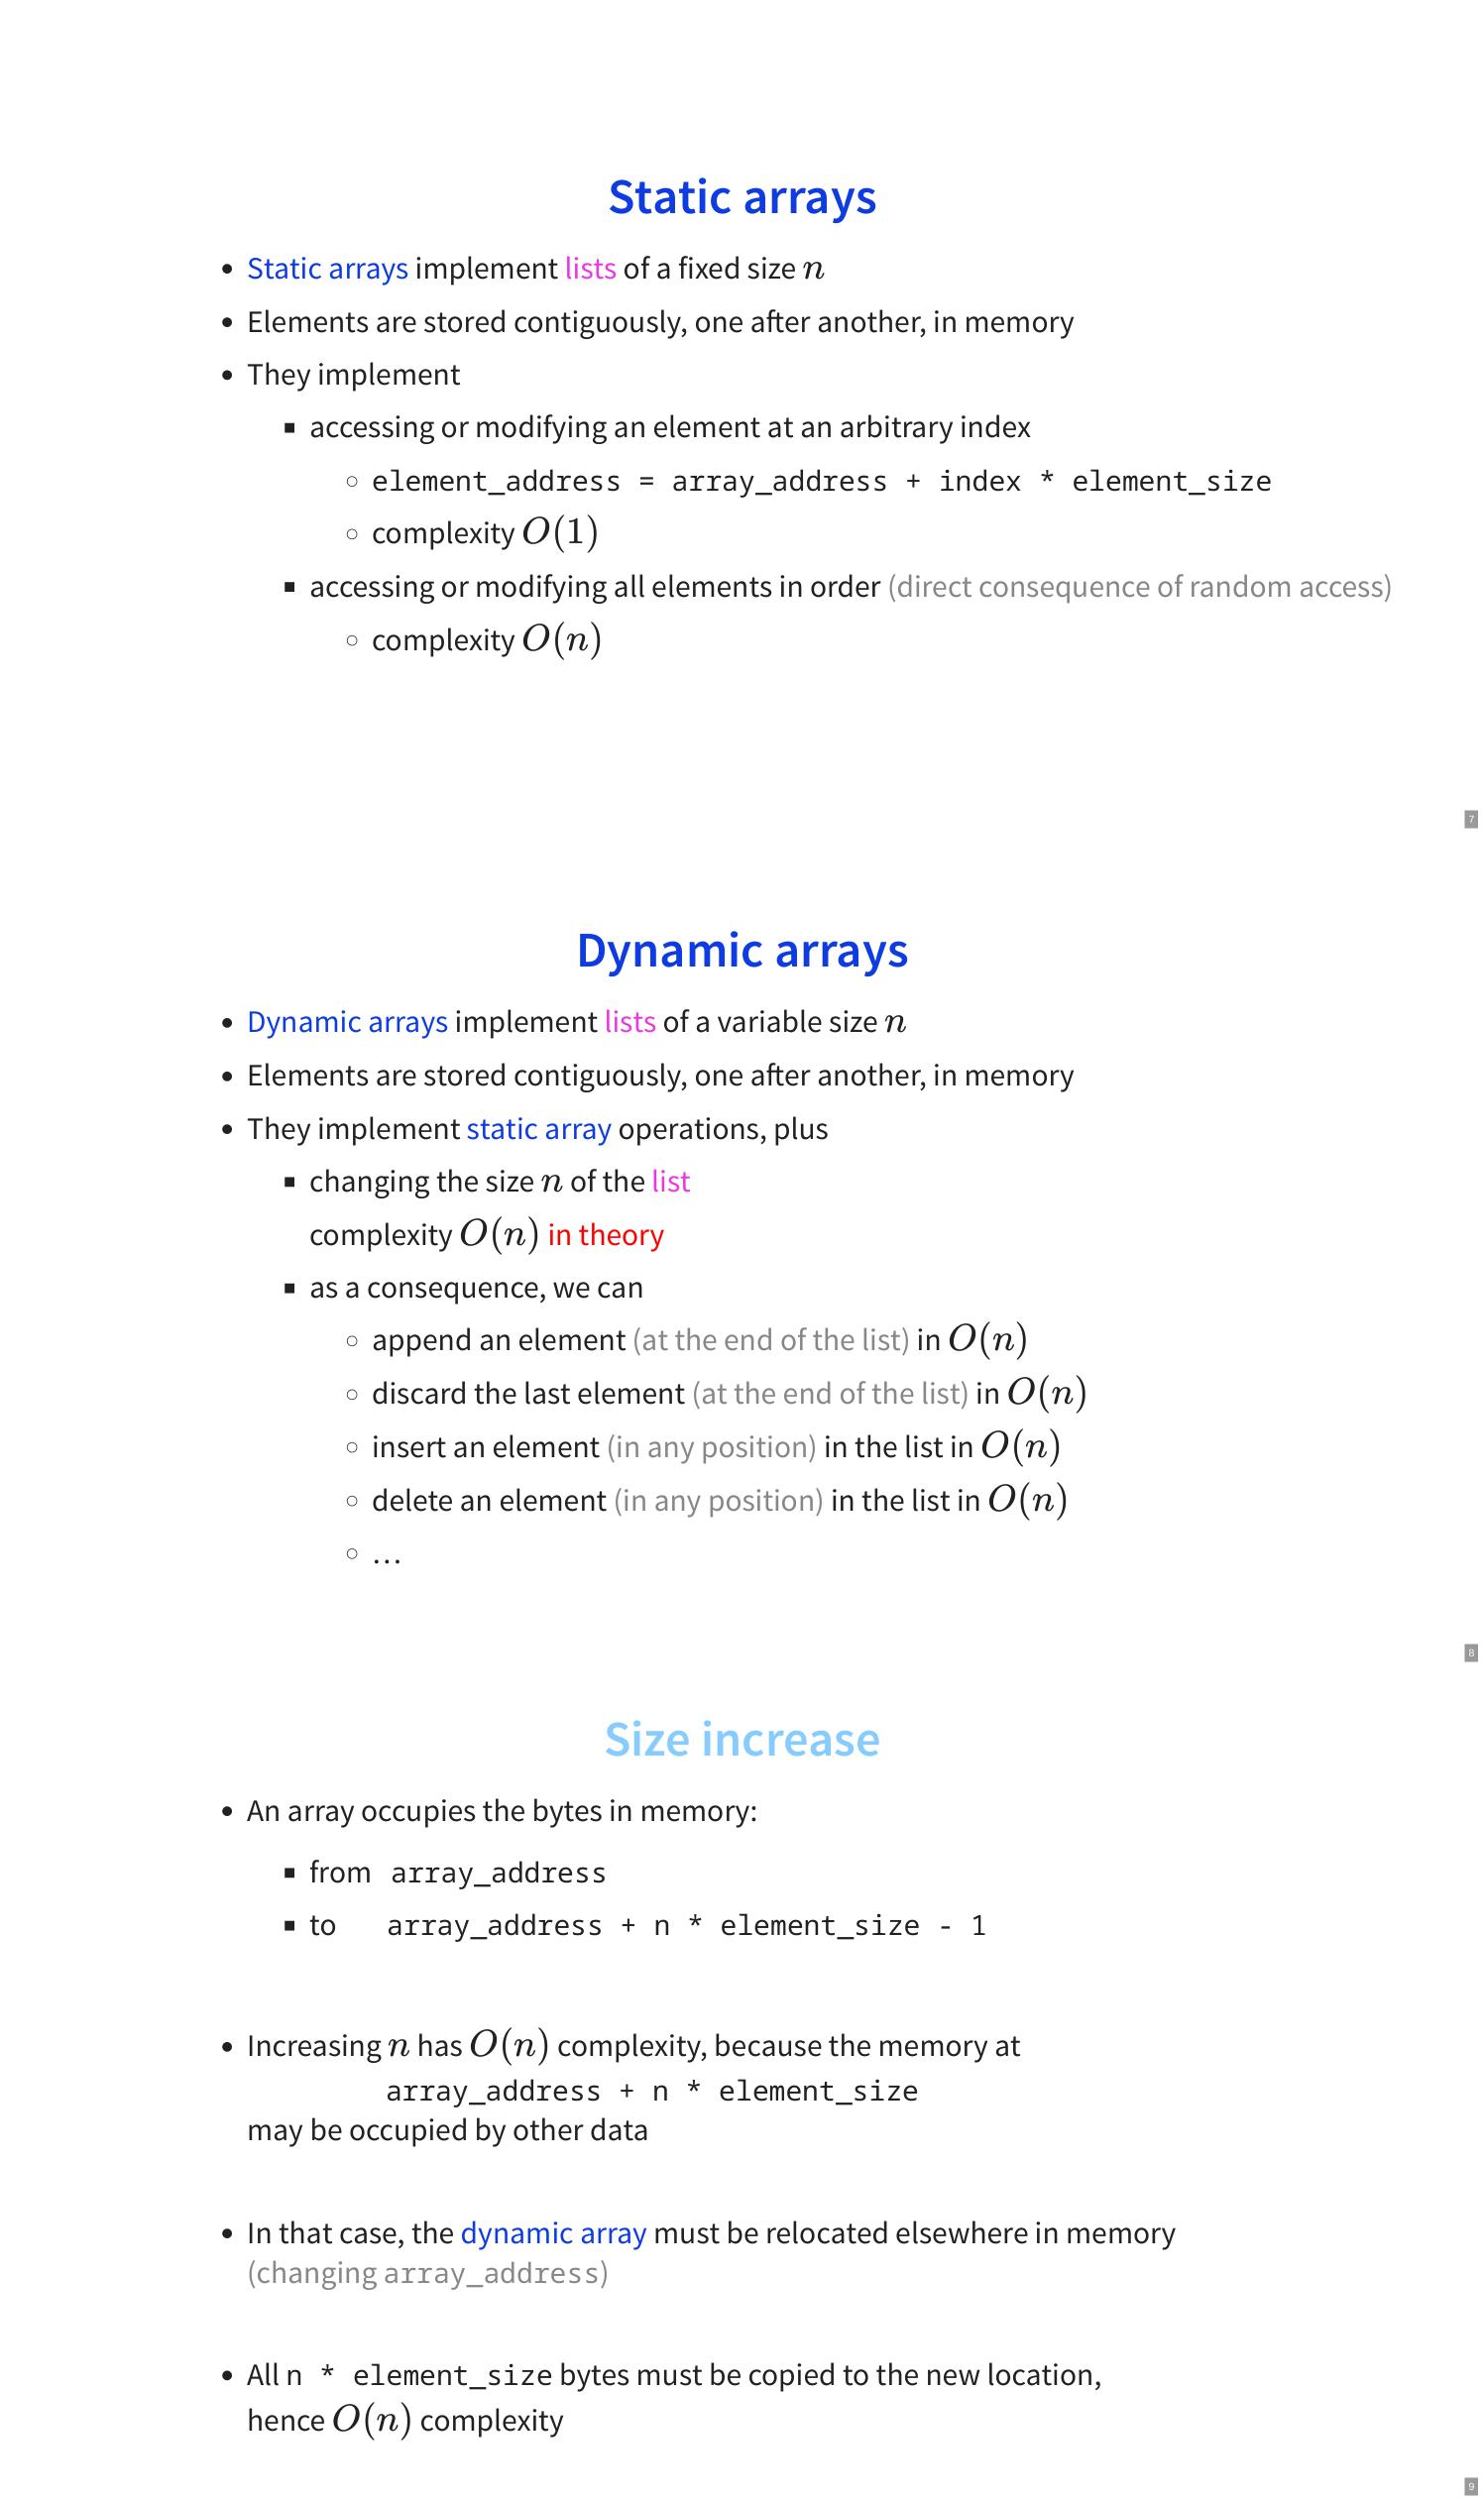 Static arrays
• Static arrays implement lists of a fixed size n
• Elements are stored contiguously, one after another, in memory
• They implement
▪ accessing or modifying an element at an arbitrary index
○ element_address = array_address + index * element_size
○ complexity O(1)
▪ accessing or modifying all elements in order (direct consequence of random access)
○ complexity O(n)
7
Dynamic arrays
• Dynamic arrays implement lists of a variable size n
• Elements are stored contiguously, one after another, in memory
• They implement static array operations, plus
▪ changing the size n of the list
complexity O(n) in theory
▪ as a consequence, we can
○ append an element (at the end of the list) in O(n)
○ discard the last element (at the end of the list) in O(n)
○ insert an element (in any position) in the list in O(n)
○ delete an element (in any position) in the list in O(n)
○ …
8
Size increase
• An array occupies the bytes in memory:
▪ from array_address
▪ to array_address + n * element_size - 1
• Increasing n has O(n) complexity, because the memory at
array_address + n * element_size
may be occupied by other data
• In that case, the dynamic array must be relocated elsewhere in memory
(changing array_address)
• All n * element_size bytes must be copied to the new location,
hence O(n) complexity
9